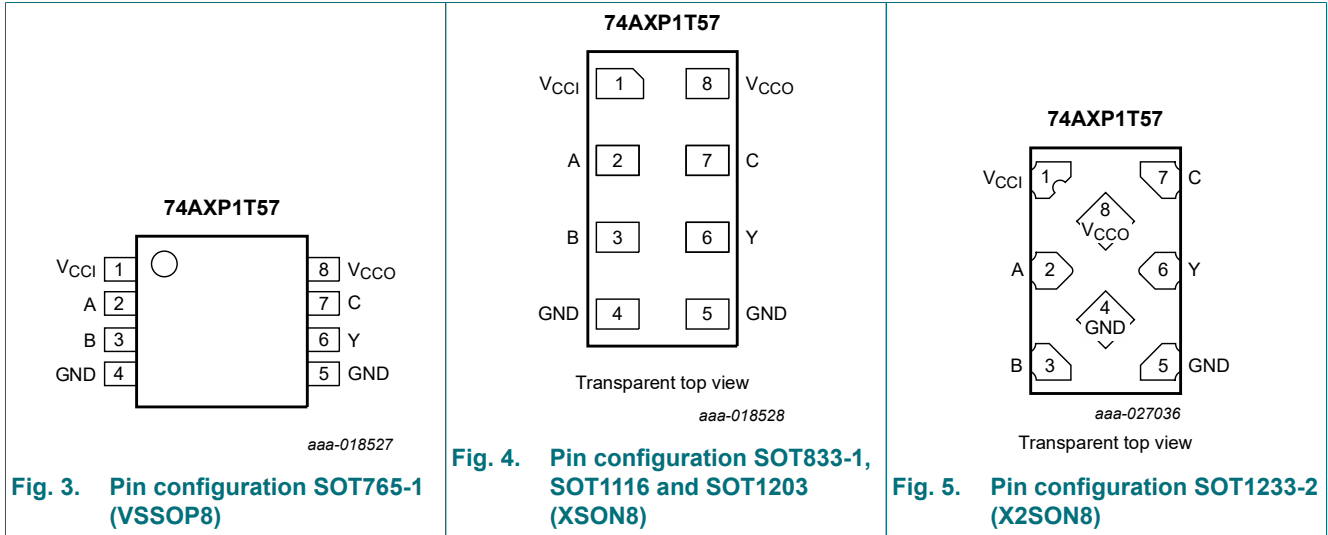 74AXP1T57
VCCI 1 8 VCCO
A 2 7 C
B 3 6 Y
GND 4 5 GND
aaa-018527
Fig. 3. Pin configuration SOT765-1
(VSSOP8)
74AXP1T57
VCCI 1 8 VCCO
A 2 7 C
B 3 6 Y
GND 4 5 GND
Transparent top view
aaa-018528
Fig. 4. Pin configuration SOT833-1,
SOT1116 and SOT1203
(XSON8)
74AXP1T57
VCCI 1 7 C
8
VCCO
A 2 6 Y
4
GND
B 3 5 GND
aaa-027036
Transparent top view
Fig. 5. Pin configuration SOT1233-2
(X2SON8)